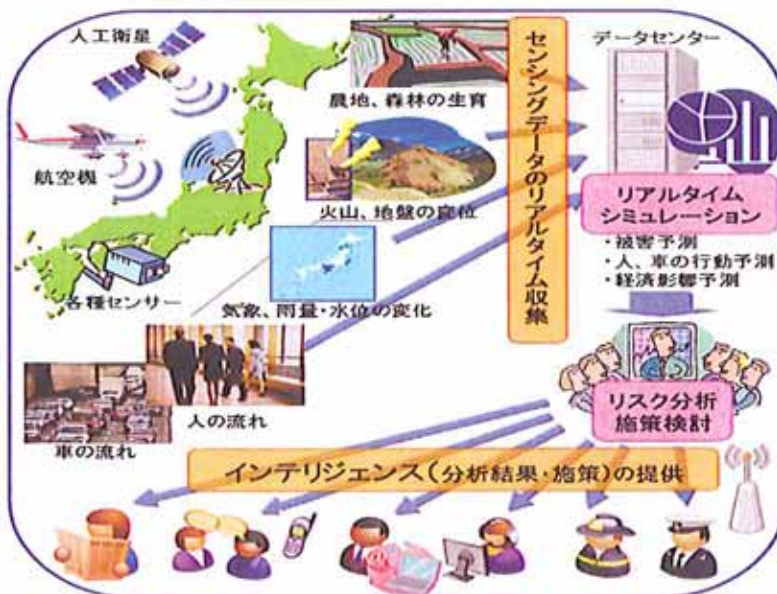 人工衛星
航空機
各種センサー
農地、森林の生育
火山、地盤の変位
気象、雨量・水位の変化
人の流れ
車の流れ
センシングデータのリアルタイム収集
データセンター
リアルタイム
シミュレーション
・被害予測
・人、車の行動予測
・経済影響予測
リスク分析
施策検討
インテリジェンス(分析結果・施策)の提供